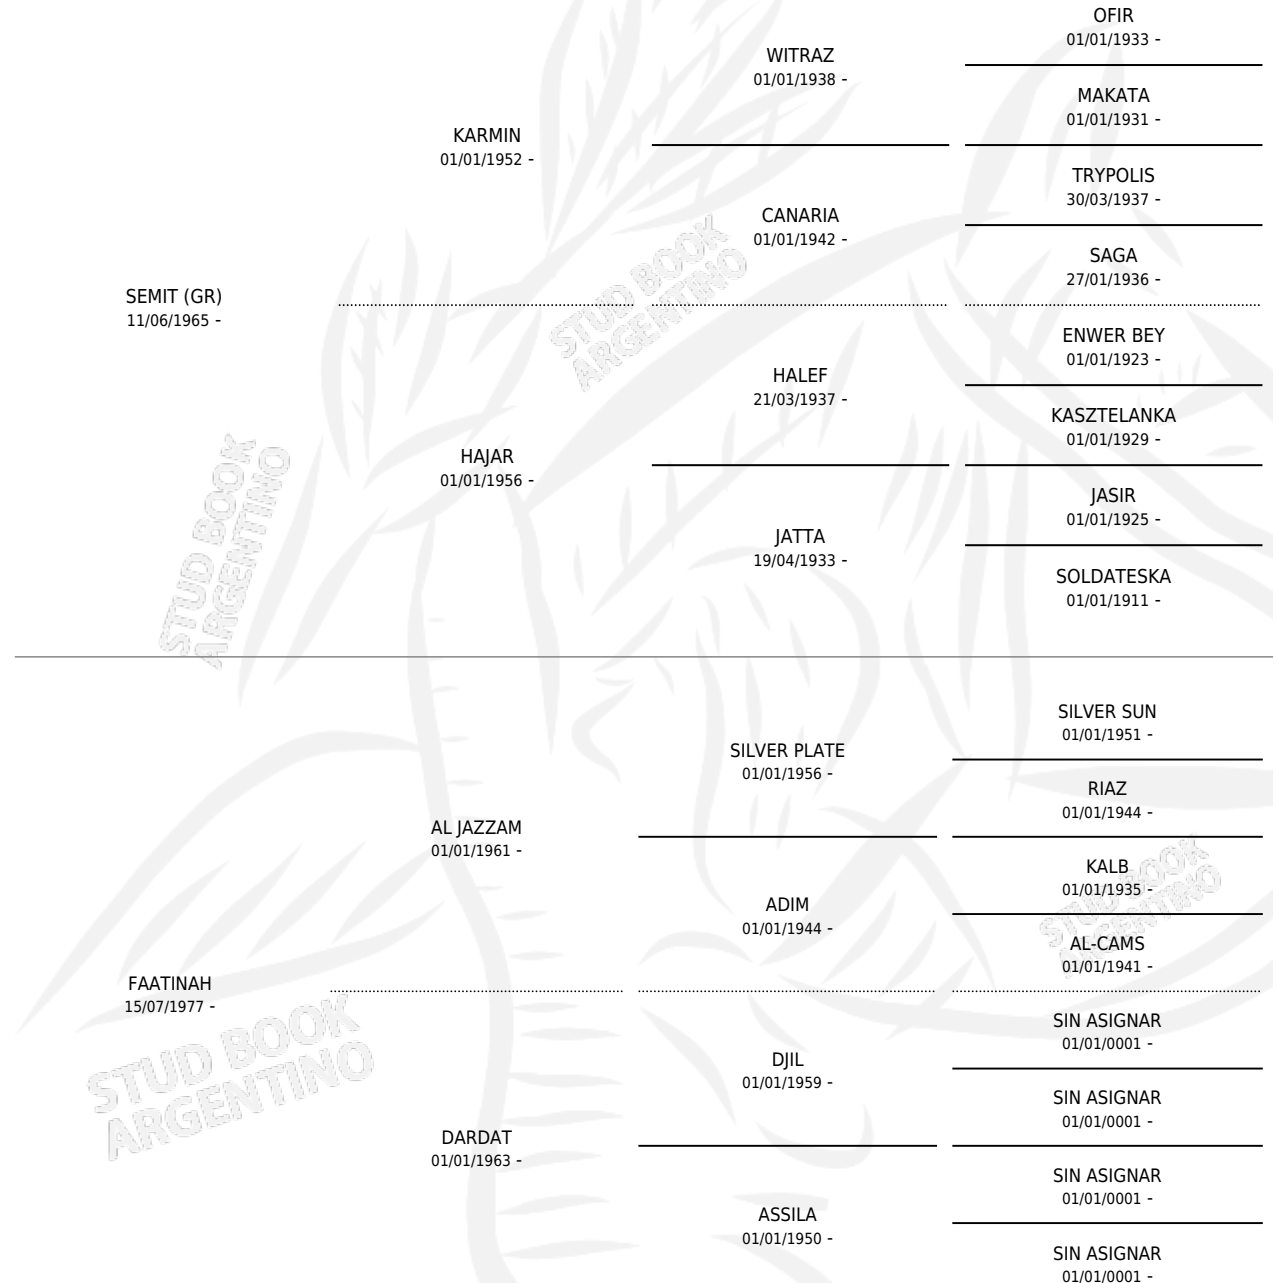 OFIR
01/01/1933 -
WITRAZ
01/01/1938 -
MAKATA
01/01/1931 -
KARMIN
01/01/1952 -
TRYPOLIS
30/03/1937 -
CANARIA
01/01/1942 -
SAGA
27/01/1936 -
SEMIT (GR)
11/06/1965 -
STUD BOOK
ARGENTINO
ENWER BEY
01/01/1923 -
HALEF
21/03/1937 -
KASZTELANKA
01/01/1929 -
HAJAR
01/01/1956 -
JASIR
01/01/1925 -
JATTA
19/04/1933 -
SOLDATESKA
01/01/1911 -
STUD BOOK
ARGENTINO
SILVER SUN
01/01/1951 -
SILVER PLATE
01/01/1956 -
RIAZ
01/01/1944 -
AL JAZZAM
01/01/1961 -
KALB
01/01/1935 -
ADIM
01/01/1944 -
AL-CAMS
01/01/1941 -
STUD BOOK
ARGENTINO
FAATINAH
15/07/1977 -
STUD BOOK
ARGENTINO
SIN ASIGNAR
01/01/0001 -
DJIL
01/01/1959 -
SIN ASIGNAR
01/01/0001 -
DARDAT
01/01/1963 -
SIN ASIGNAR
01/01/0001 -
ASSILA
01/01/1950 -
SIN ASIGNAR
01/01/0001 -